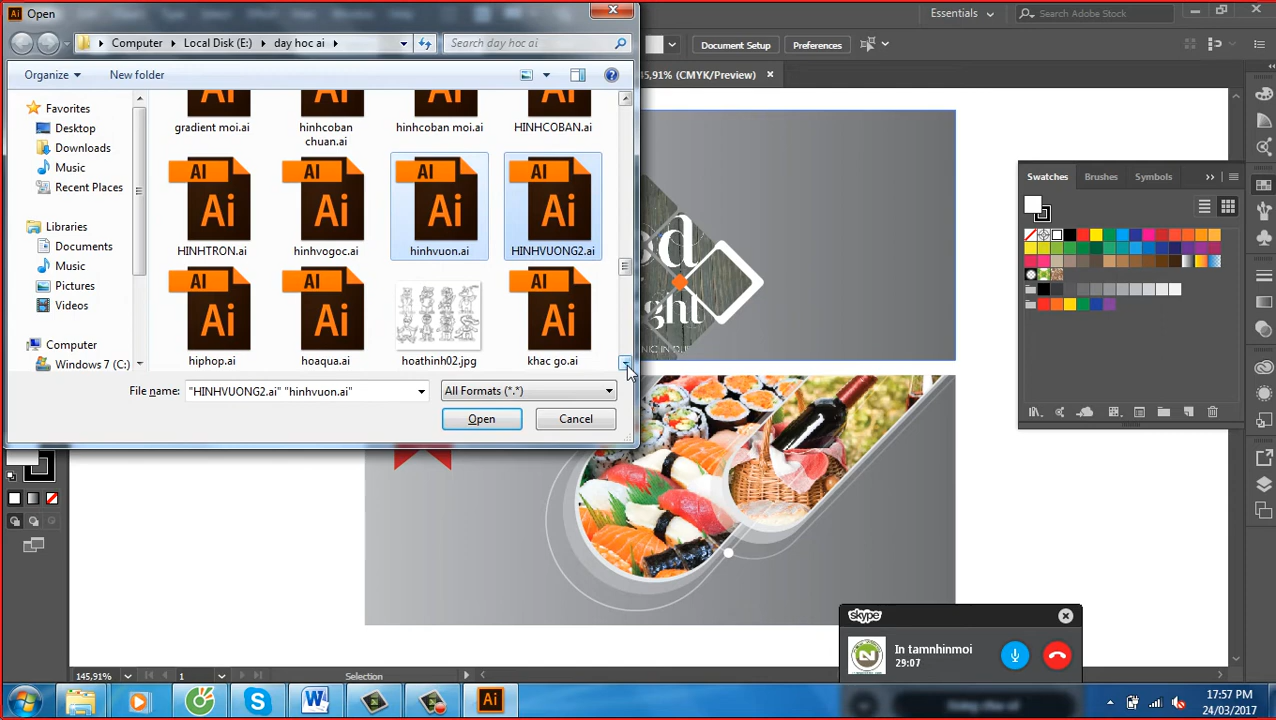 Open
Essentials
Search Adobe Stock
Computer
Local Disk (E:)
day hoc ai
Search day hoc ai
Document Setup
Preferences
Organize
New folder
45,91% (CMYK/Preview)
Favorites
Desktop
Downloads
Music
Recent Places
Libraries
Documents
Music
Pictures
Videos
Computer
Windows 7 (C:)
gradient moi.ai
hinhcoban chuan.ai
hinhcoban moi.ai
HINHCOBAN.ai
HINHTRON.ai
hinhvogoc.ai
hinhvuon.ai
HINHVUONG2.ai
hiphop.ai
hoaqua.ai
hoathinh02.jpg
khac go.ai
File name:
"HINHVUONG2.ai" "hinhvuon.ai"
All Formats (*.*)
Open
Cancel
Swatches
Brushes
Symbols
skype
In tamnhinmoi
29:07
145,91%
1
Selection
17:57 PM
24/03/2017